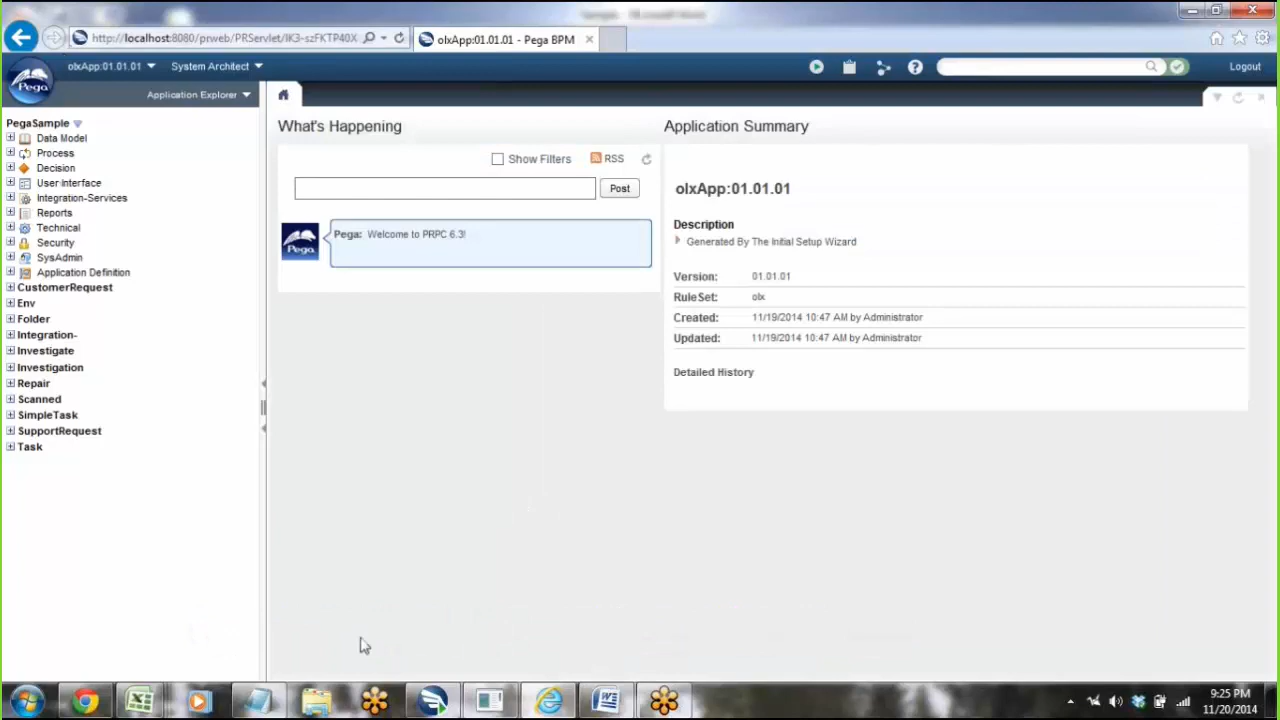 http://localhost:8080/prweb/PRServlet/IK3-szFKTP40X
olxApp:01.01.01 - Pega BPM
olxApp:01.01.01
System Architect
Logout
Pega
Application Explorer
PegaSample
Data Model
Process
Decision
User Interface
Integration-Services
Reports
Technical
Security
SysAdmin
Application Definition
CustomerRequest
Env
Folder
Integration-
Investigate
Investigation
Repair
Scanned
SimpleTask
SupportRequest
Task
What's Happening
Show Filters
RSS
Post
Pega
Pega: Welcome to PRPC 6.3!
Application Summary
olxApp:01.01.01
Description
Generated By The Initial Setup Wizard
Version: 01.01.01
RuleSet: olx
Created: 11/19/2014 10:47 AM by Administrator
Updated: 11/19/2014 10:47 AM by Administrator
Detailed History
9:25 PM
11/20/2014